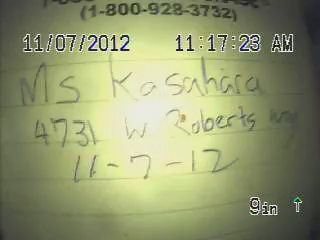 (1-800-928-3732)
11/07/2012 11:17:23 AM
Ms Kasahara
4731 W Roberts Way
11-7-12
9in ↑